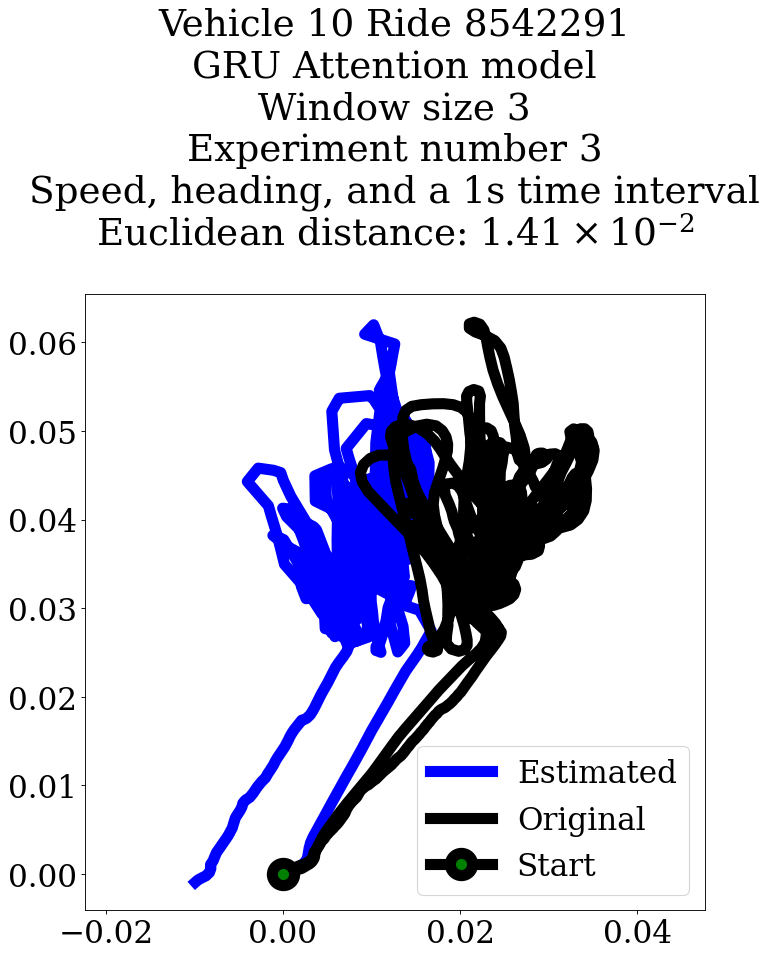 Vehicle 10 Ride 8542291
GRU Attention model
Window size 3
Experiment number 3
Speed, heading, and a 1s time interval
Euclidean distance: 1.41 × 10⁻²
0.06
0.05
0.04
0.03
0.02
0.01
0.00
Estimated
Original
Start
−0.02 0.00 0.02 0.04